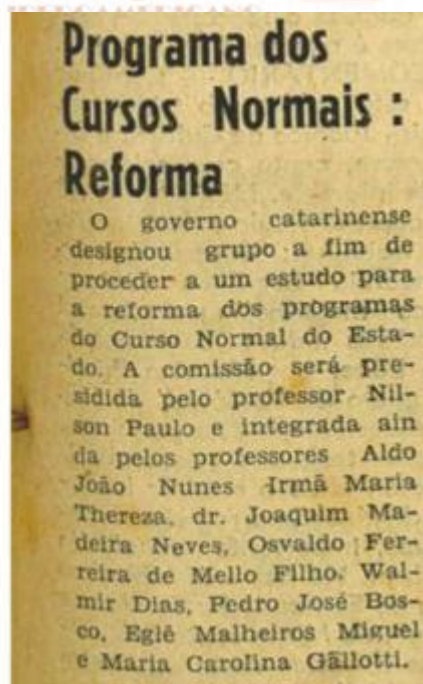 Programa dos
Cursos Normais :
Reforma
O governo catarinense
designou grupo a fim de
proceder a um estudo para
a reforma dos programas
do Curso Normal do Esta-
do. A comissão será pre-
sidida pelo professor Nil-
son Paulo e integrada ain
da pelos professores Aldo
João Nunes Irmã Maria
Thereza, dr. Joaquim Ma-
deira Neves, Osvaldo Fer-
reira de Mello Filho. Wal-
mir Dias, Pedro José Bos-
co, Egiê Malheiros Miguel
e Maria Carolina Gallotti.